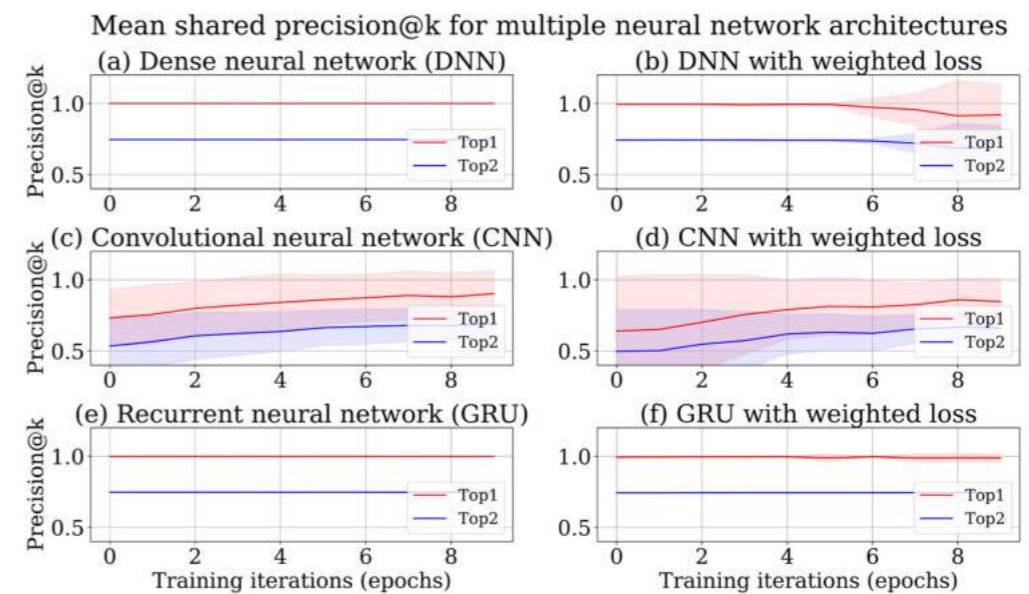 Mean shared precision@k for multiple neural network architectures
(a) Dense neural network (DNN)
Precision@k
1.0
0.5
0 2 4 6 8
Top1
Top2
(b) DNN with weighted loss
1.0
0.5
0 2 4 6 8
Top1
Top2
(c) Convolutional neural network (CNN)
Precision@k
1.0
0.5
0 2 4 6 8
Top1
Top2
(d) CNN with weighted loss
1.0
0.5
0 2 4 6 8
Top1
Top2
(e) Recurrent neural network (GRU)
Precision@k
1.0
0.5
0 2 4 6 8
Top1
Top2
Training iterations (epochs)
(f) GRU with weighted loss
1.0
0.5
0 2 4 6 8
Top1
Top2
Training iterations (epochs)